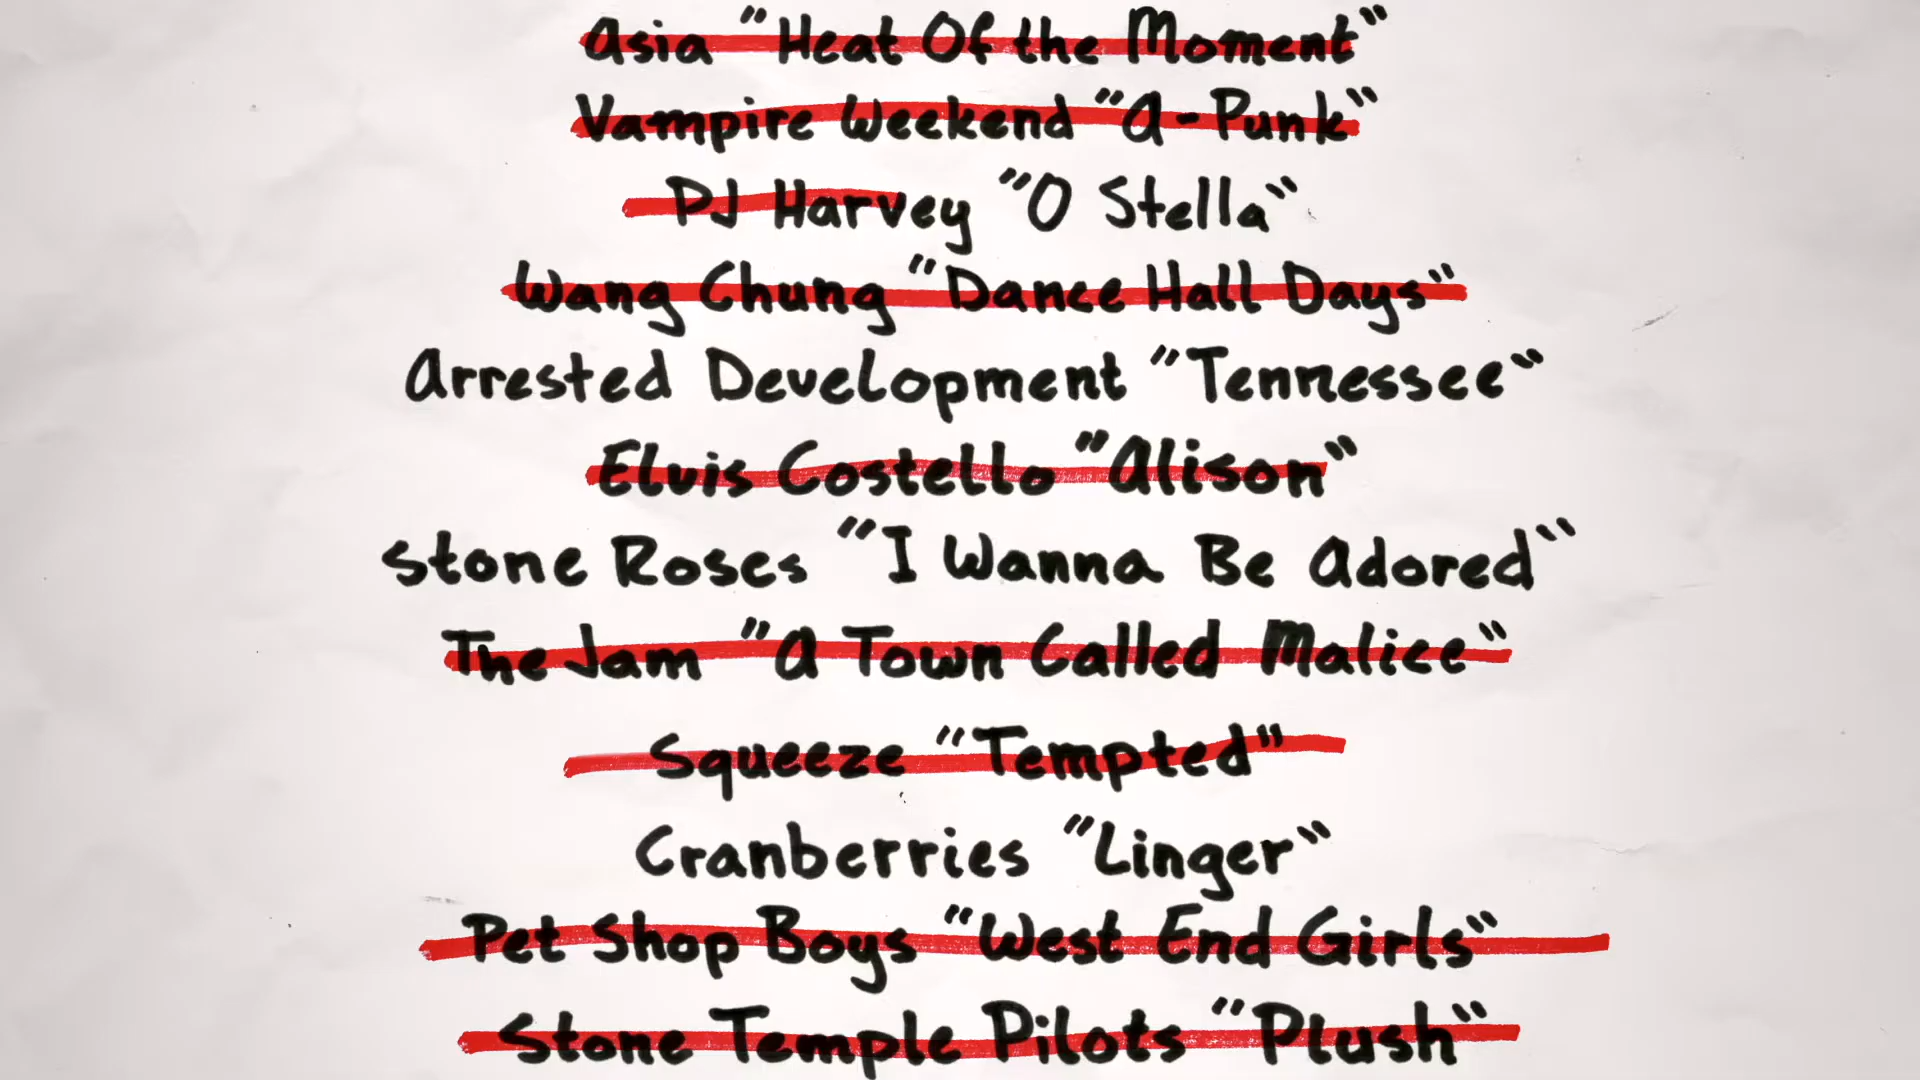 Asia "Heat Of the Moment"
Vampire Weekend "A-Punk"
PJ Harvey "O Stella"
Wang Chung "Dance Hall Days"
Arrested Development "Tennessee"
Elvis Costello "Alison"
Stone Roses "I Wanna Be Adored"
The Jam "A Town Called Malice"
Squeeze "Tempted"
Cranberries "Linger"
Pet Shop Boys "West End Girls"
Stone Temple Pilots "Plush"